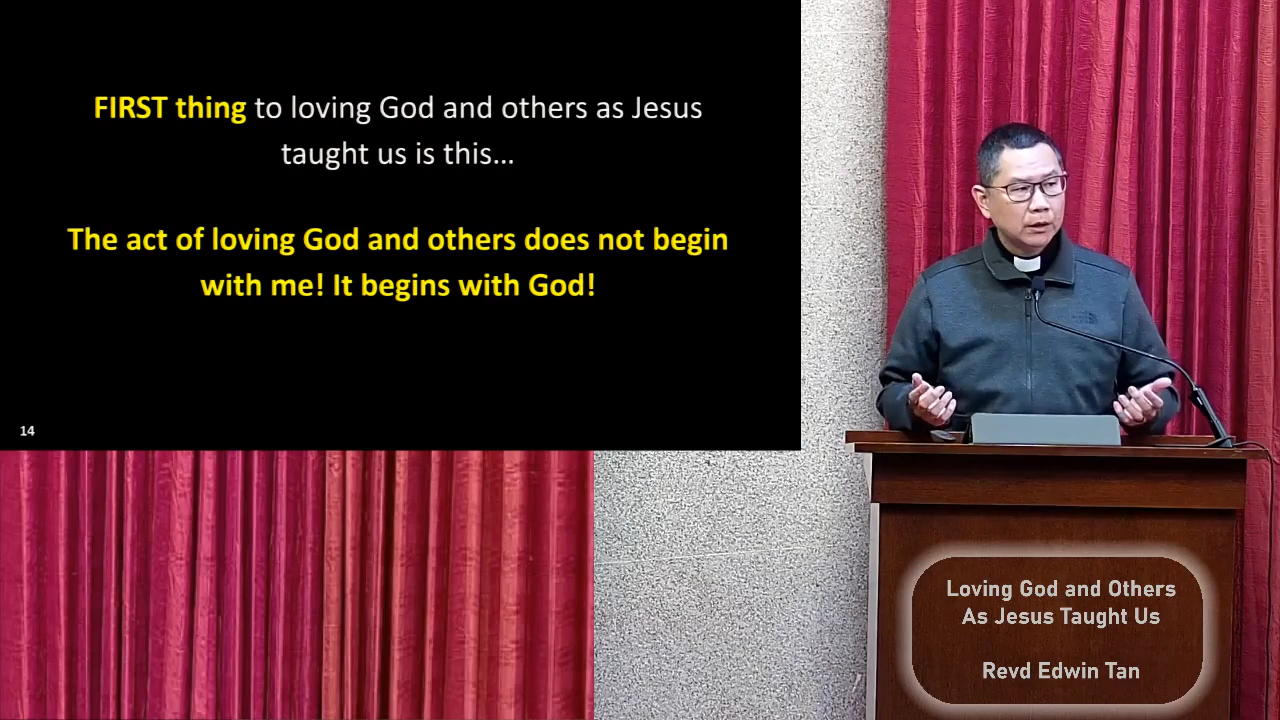 FIRST thing to loving God and others as Jesus
taught us is this...
The act of loving God and others does not begin
with me! It begins with God!
14
Loving God and Others
As Jesus Taught Us
Revd Edwin Tan